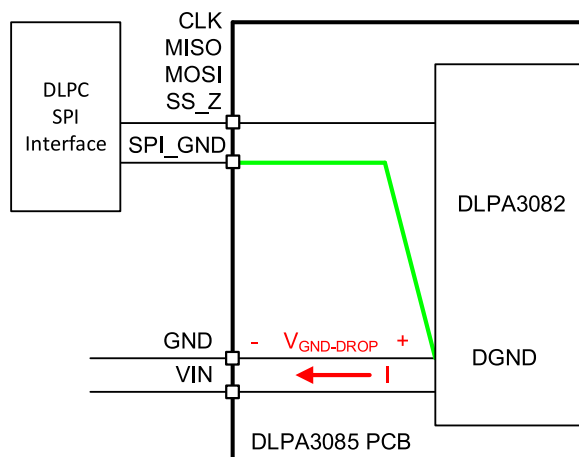 CLK
MISO
MOSI
SS_Z
DLPC
SPI
Interface
SPI_GND
DLPA3082
GND
- V_GND-DROP +
DGND
VIN
I
DLPA3085 PCB